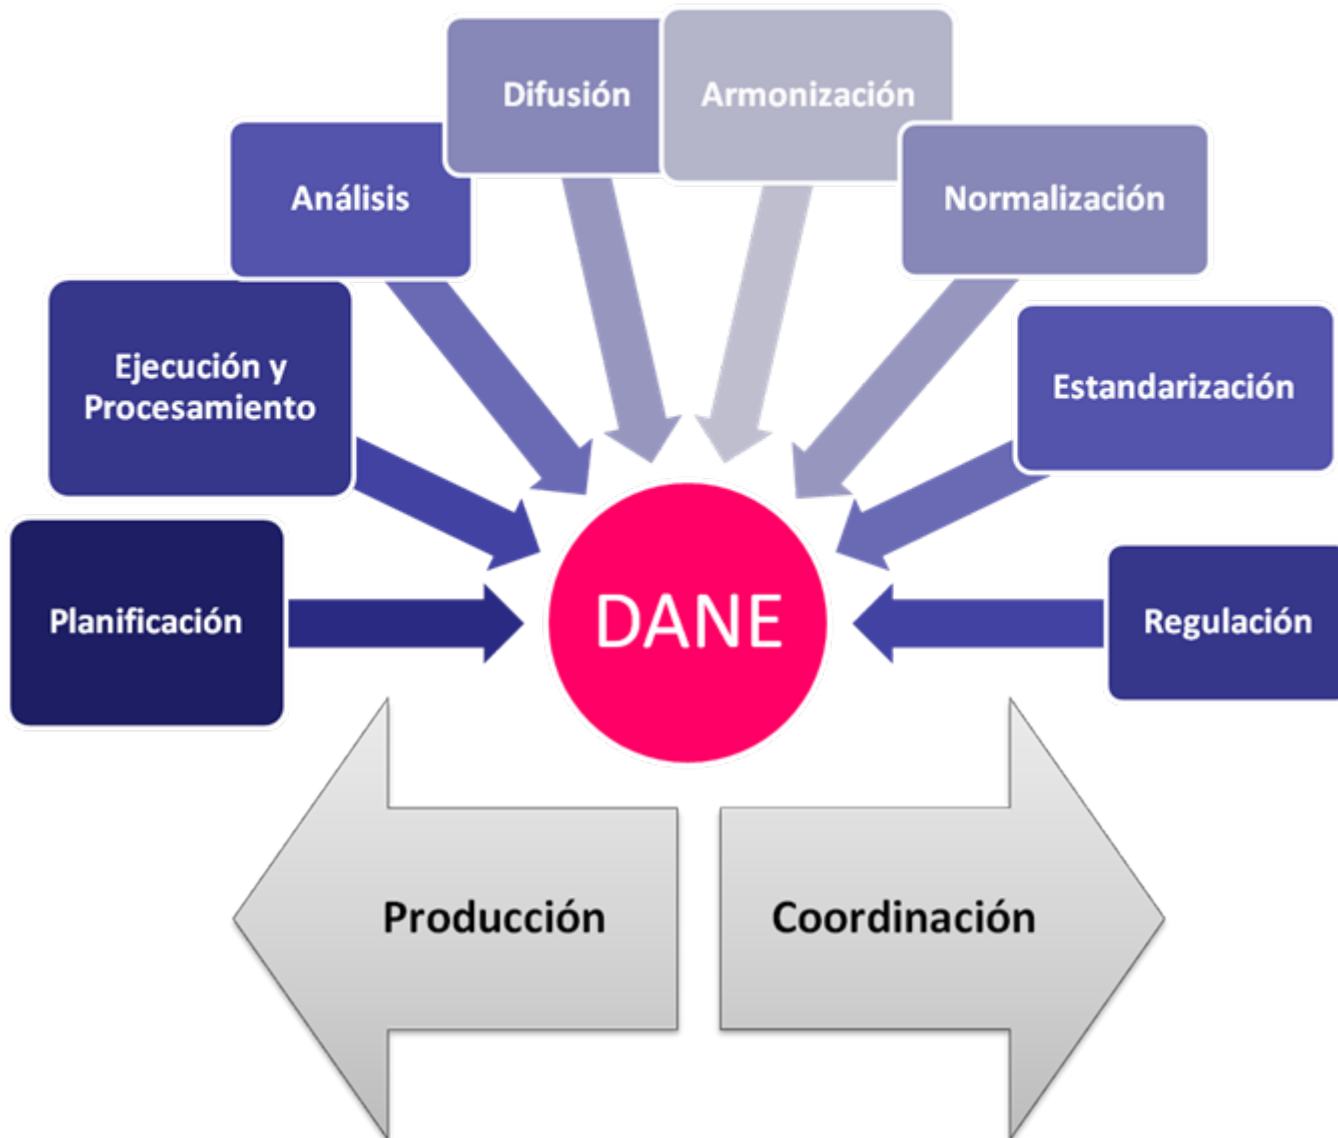 Difusión
Armonización
Análisis
Normalización
Ejecución y
Procesamiento
Estandarización
Planificación
DANE
Regulación
Producción
Coordinación